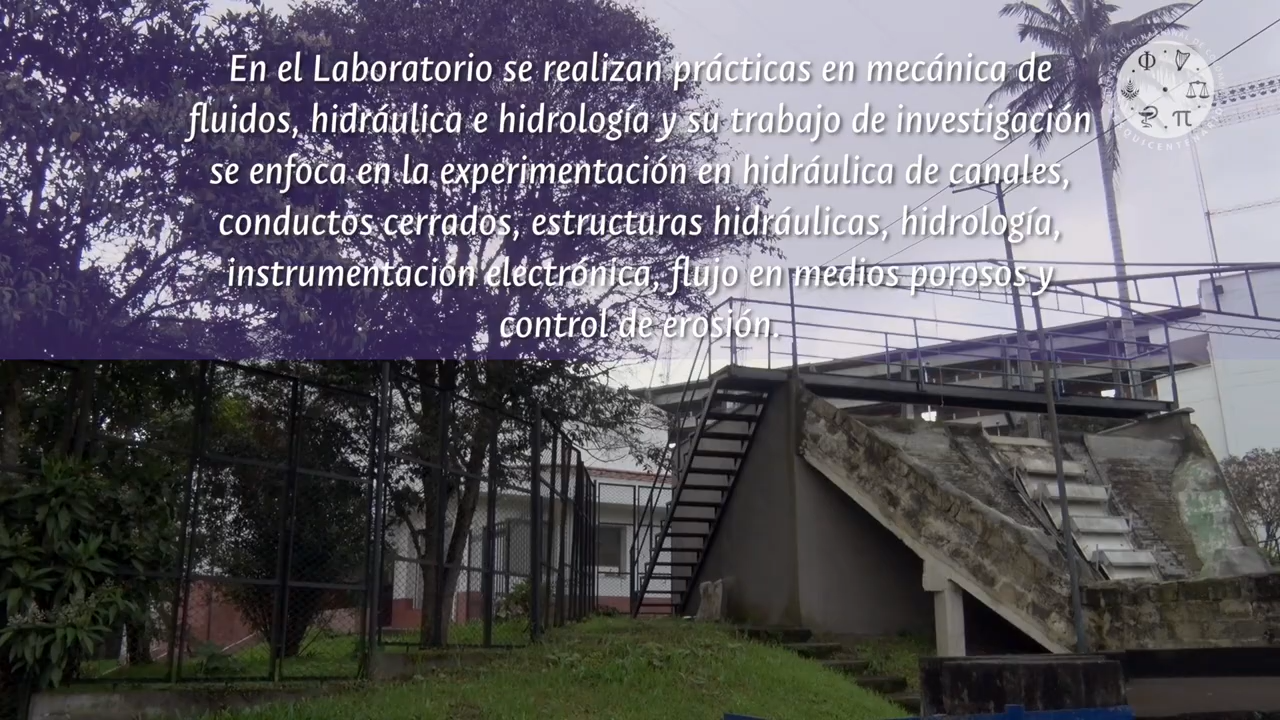 En el Laboratorio se realizan prácticas en mecánica de
fluidos, hidráulica e hidrología y su trabajo de investigación
se enfoca en la experimentación en hidráulica de canales,
conductos cerrados, estructuras hidráulicas, hidrología,
instrumentación electrónica, flujo en medios porosos y
control de erosión.
Φ
π